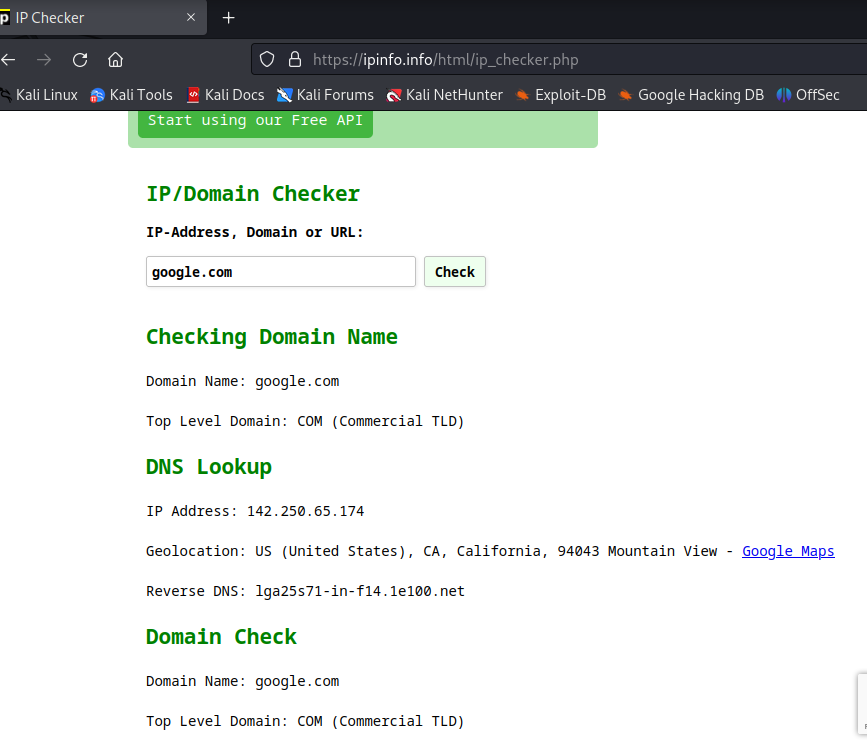 IP Checker
https://ipinfo.info/html/ip_checker.php
Kali Linux Kali Tools Kali Docs Kali Forums Kali NetHunter Exploit-DB Google Hacking DB OffSec
Start using our Free API
IP/Domain Checker
IP-Address, Domain or URL:
google.com Check
Checking Domain Name
Domain Name: google.com
Top Level Domain: COM (Commercial TLD)
DNS Lookup
IP Address: 142.250.65.174
Geolocation: US (United States), CA, California, 94043 Mountain View - Google Maps
Reverse DNS: lga25s71-in-f14.1e100.net
Domain Check
Domain Name: google.com
Top Level Domain: COM (Commercial TLD)